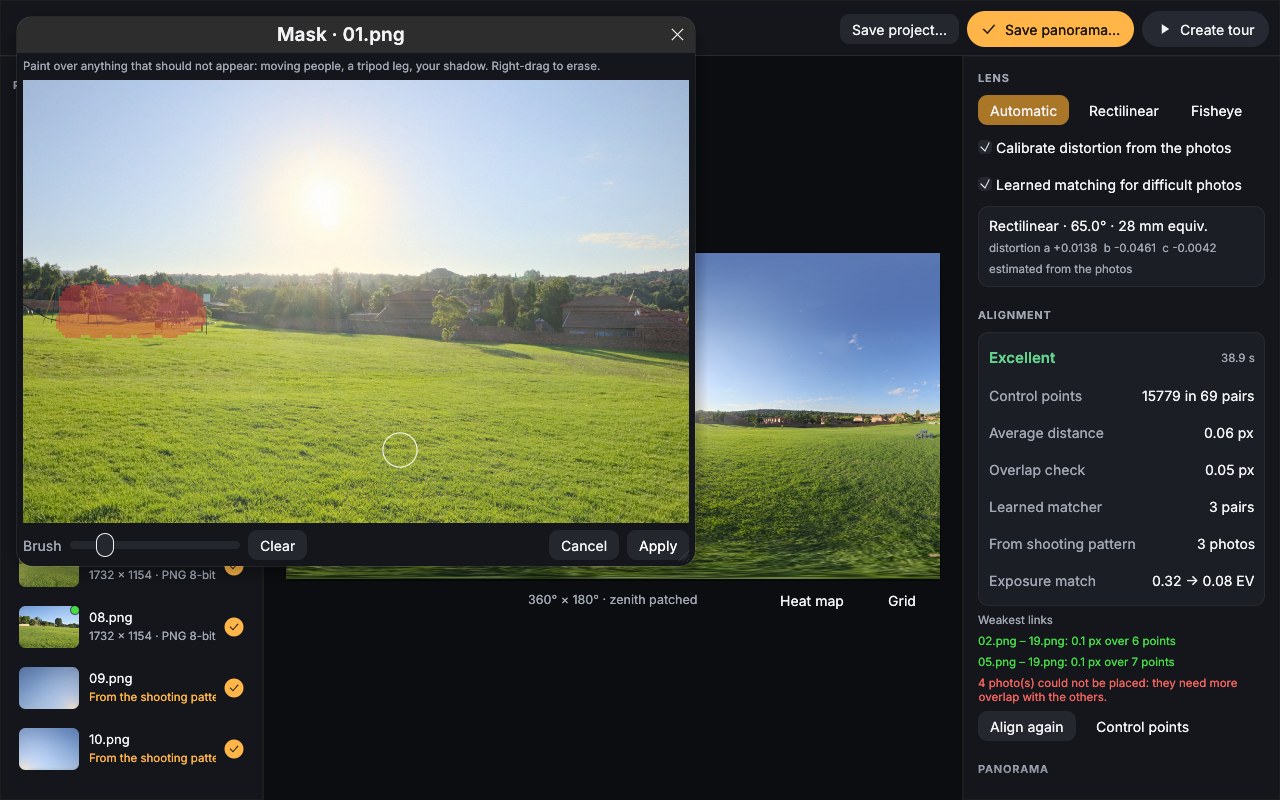 Mask · 01.png
Save project...
Save panorama...
Create tour
Paint over anything that should not appear: moving people, a tripod leg, your shadow. Right-drag to erase.
Brush
Clear
Cancel
Apply
1732 × 1154 · PNG 8-bit
08.png
1732 × 1154 · PNG 8-bit
09.png
From the shooting patte
10.png
From the shooting patte
360° × 180° · zenith patched
Heat map
Grid
LENS
Automatic
Rectilinear
Fisheye
Calibrate distortion from the photos
Learned matching for difficult photos
Rectilinear · 65.0° · 28 mm equiv.
distortion a +0.0138 b -0.0461 c -0.0042
estimated from the photos
ALIGNMENT
Excellent 38.9 s
Control points 15779 in 69 pairs
Average distance 0.06 px
Overlap check 0.05 px
Learned matcher 3 pairs
From shooting pattern 3 photos
Exposure match 0.32 → 0.08 EV
Weakest links
02.png – 19.png: 0.1 px over 6 points
05.png – 19.png: 0.1 px over 7 points
4 photo(s) could not be placed: they need more
overlap with the others.
Align again
Control points
PANORAMA